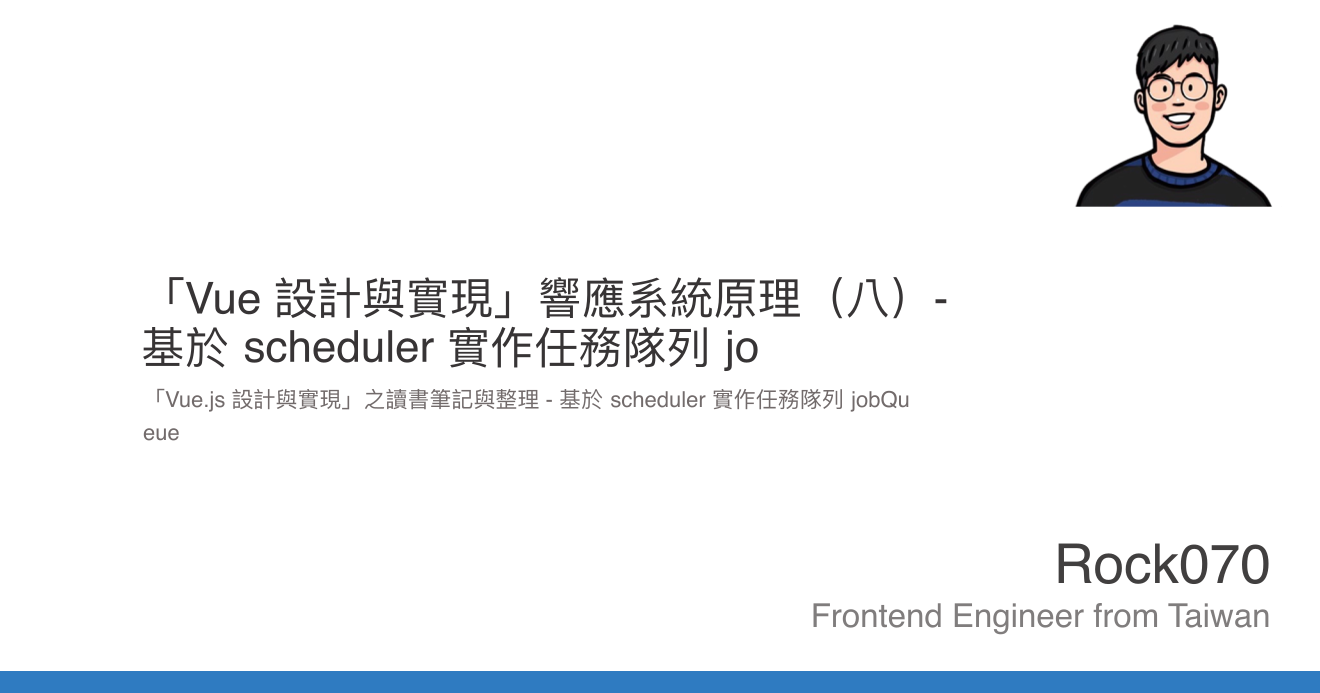 「Vue 設計與實現」響應系統原理（八）-
基於 scheduler 實作任務隊列 jo
「Vue.js 設計與實現」之讀書筆記與整理 - 基於 scheduler 實作任務隊列 jobQu
eue
Rock070
Frontend Engineer from Taiwan